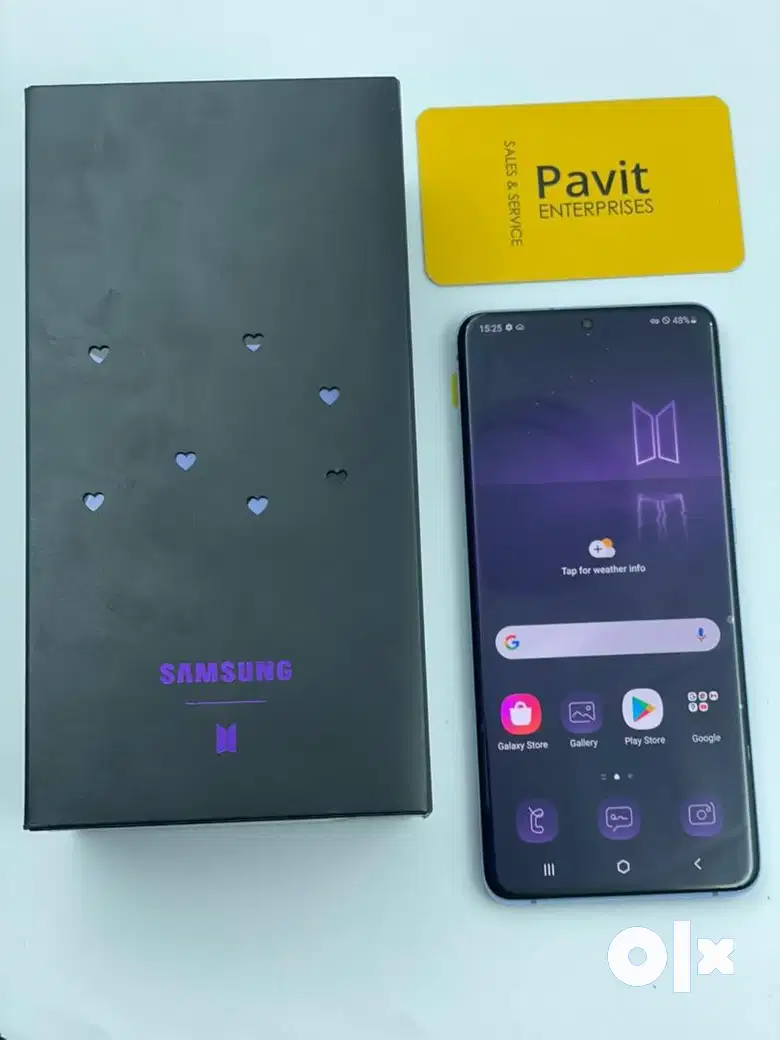 SALES & SERVICE
Pavit
ENTERPRISES
15:25
48%
Tap for weather info
Galaxy Store
Gallery
Play Store
Google
SAMSUNG
olx